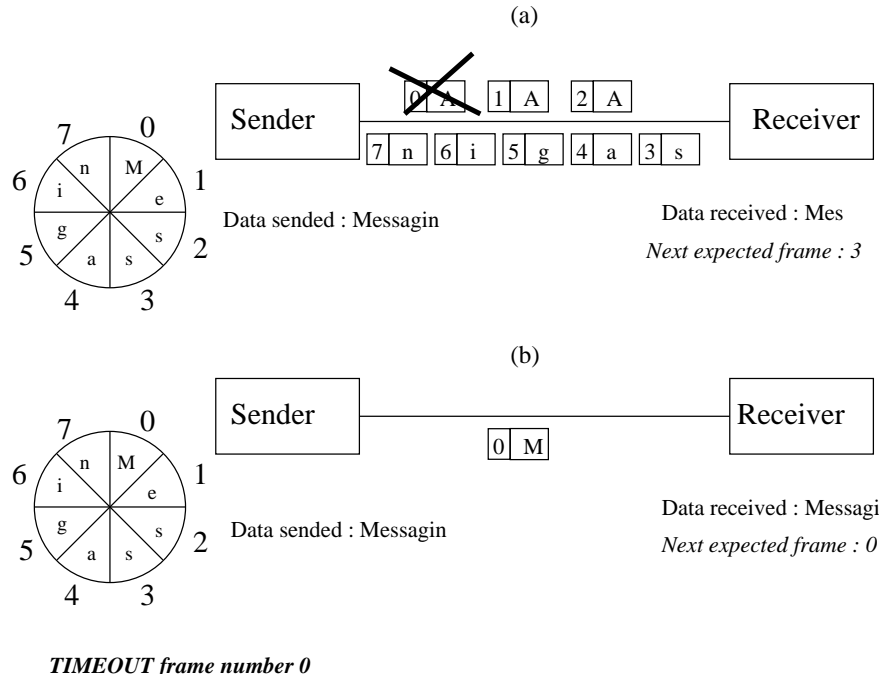 (a)
0 A 1 A 2 A
Sender
Receiver
7 n 6 i 5 g 4 a 3 s
7 0
6 n M 1
i e
g s
5 a s 2
4 3
Data sended : Messagin
Data received : Mes
Next expected frame : 3
(b)
Sender
Receiver
0 M
7 0
6 n M 1
i e
g s
5 a s 2
4 3
Data sended : Messagin
Data received : Messagi
Next expected frame : 0
TIMEOUT frame number 0